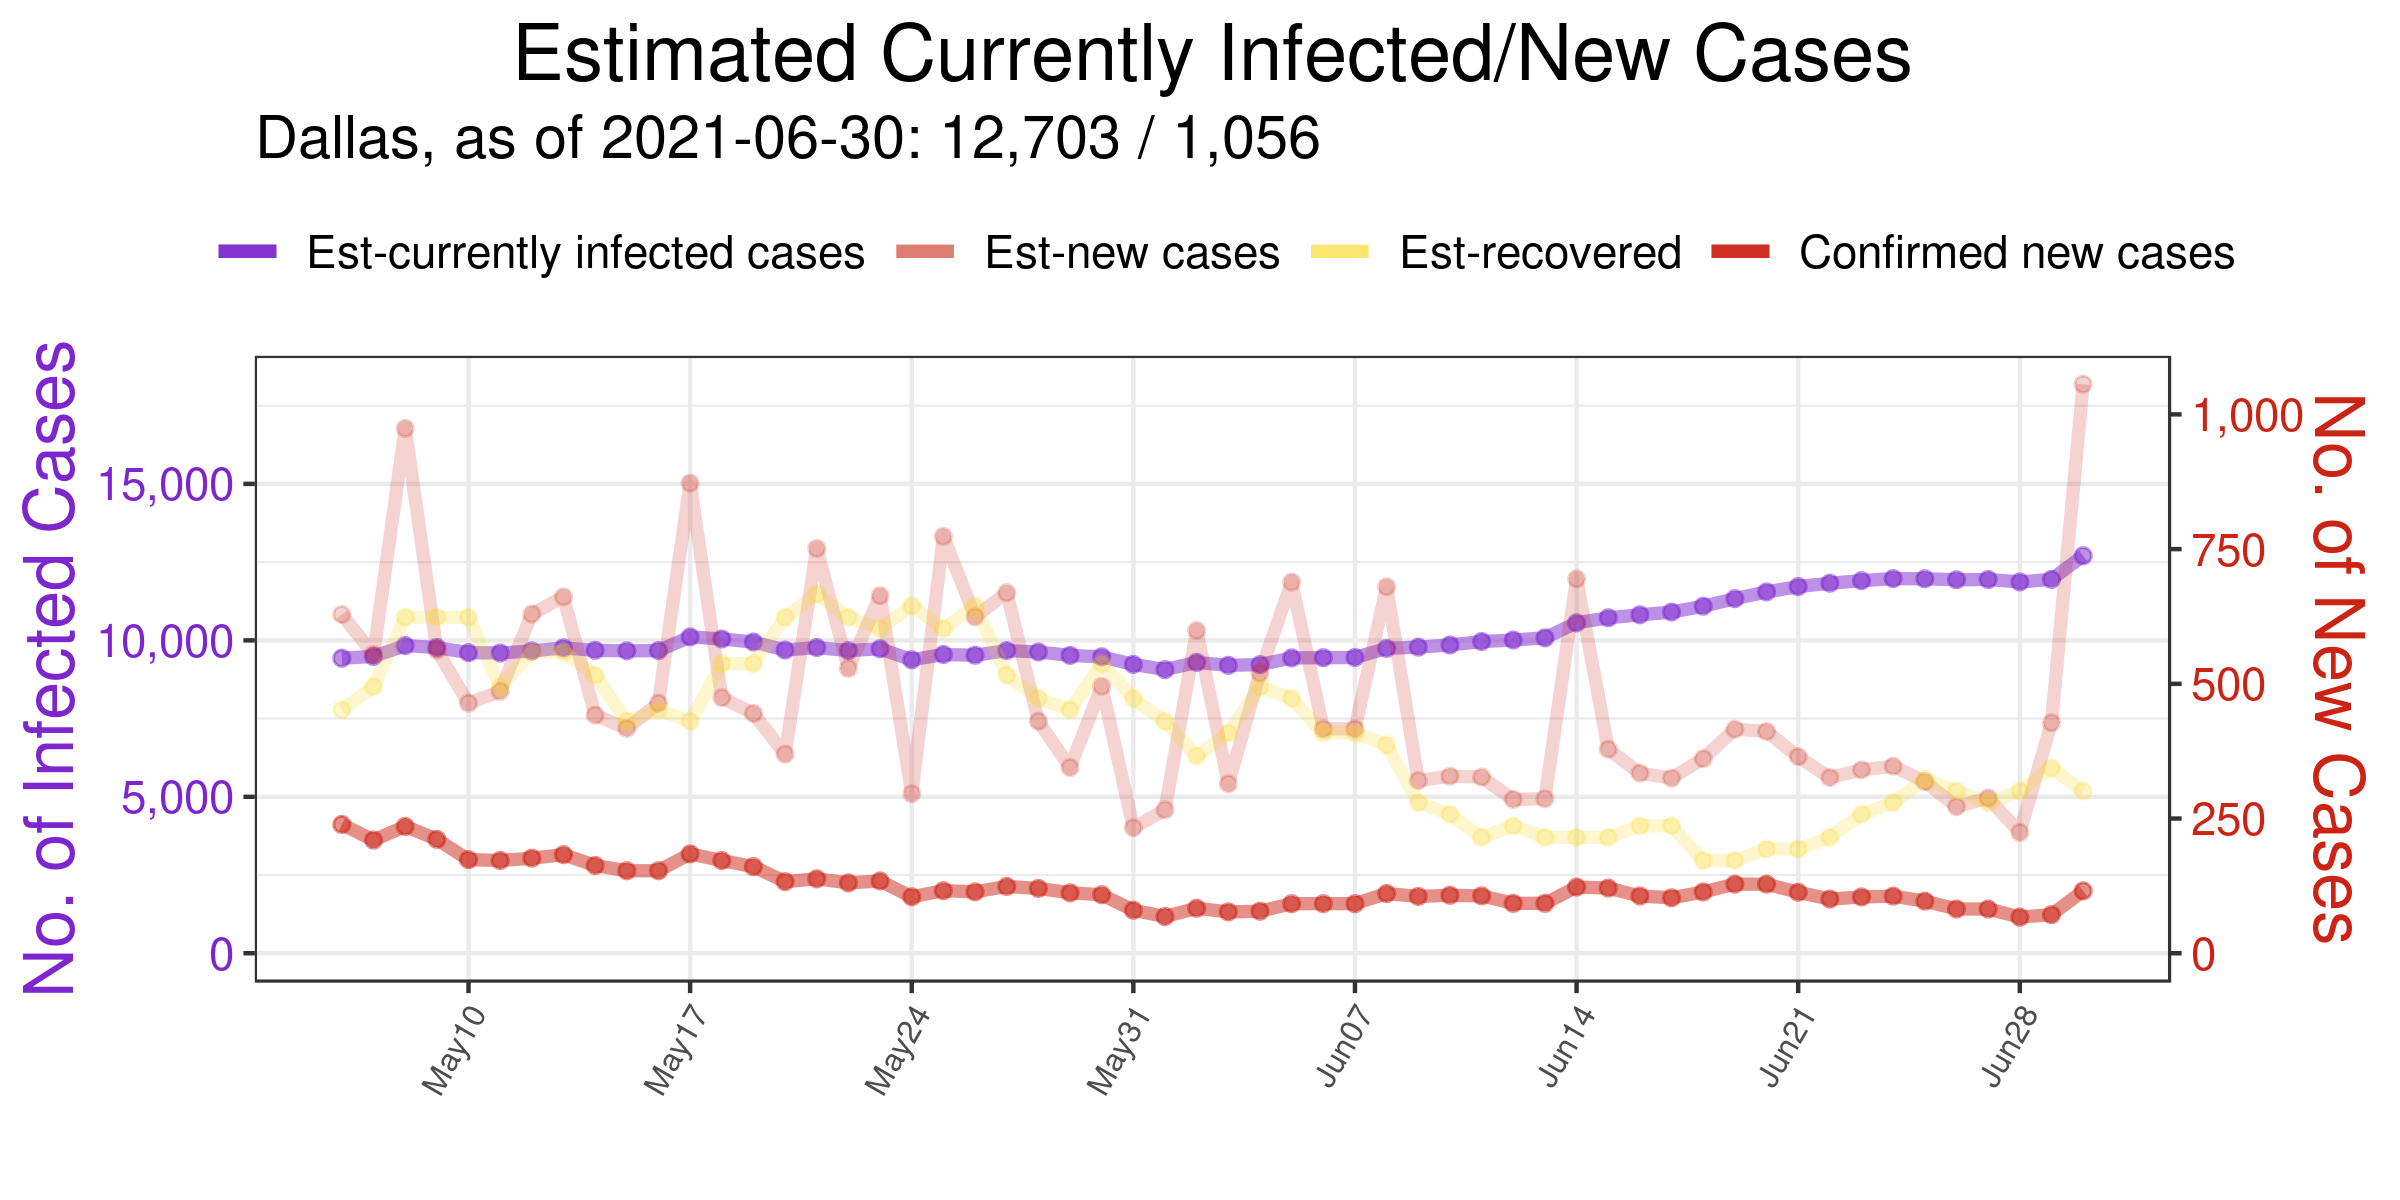 Estimated Currently Infected/New Cases
Dallas, as of 2021-06-30: 12,703 / 1,056
Est-currently infected cases Est-new cases Est-recovered Confirmed new cases
No. of Infected Cases
15,000
10,000
5,000
0
1,000
750
500
250
0
No. of New Cases
May10 May17 May24 May31 Jun07 Jun14 Jun21 Jun28